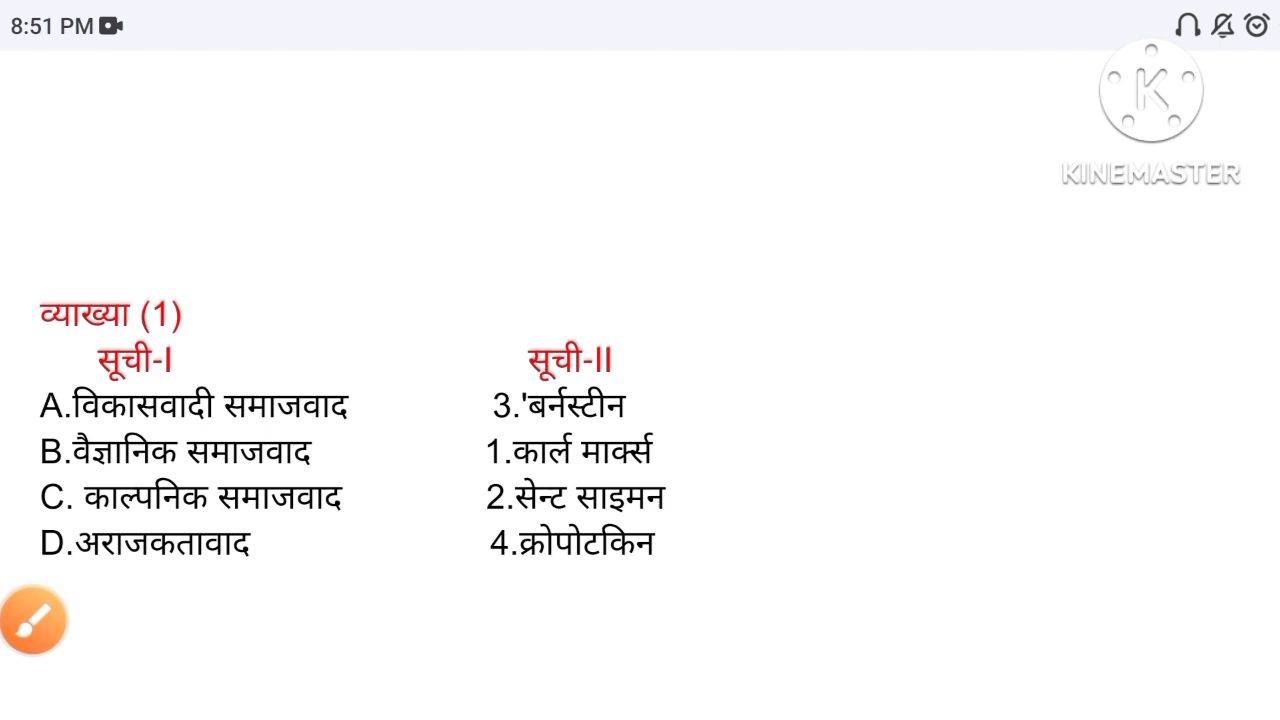 8:51 PM
K
KINEMASTER
व्याख्या (1)
सूची-I सूची-II
A.विकासवादी समाजवाद 3.'बर्नस्टीन
B.वैज्ञानिक समाजवाद 1.कार्ल मार्क्स
C. काल्पनिक समाजवाद 2.सेन्ट साइमन
D.अराजकतावाद 4.क्रोपोटकिन